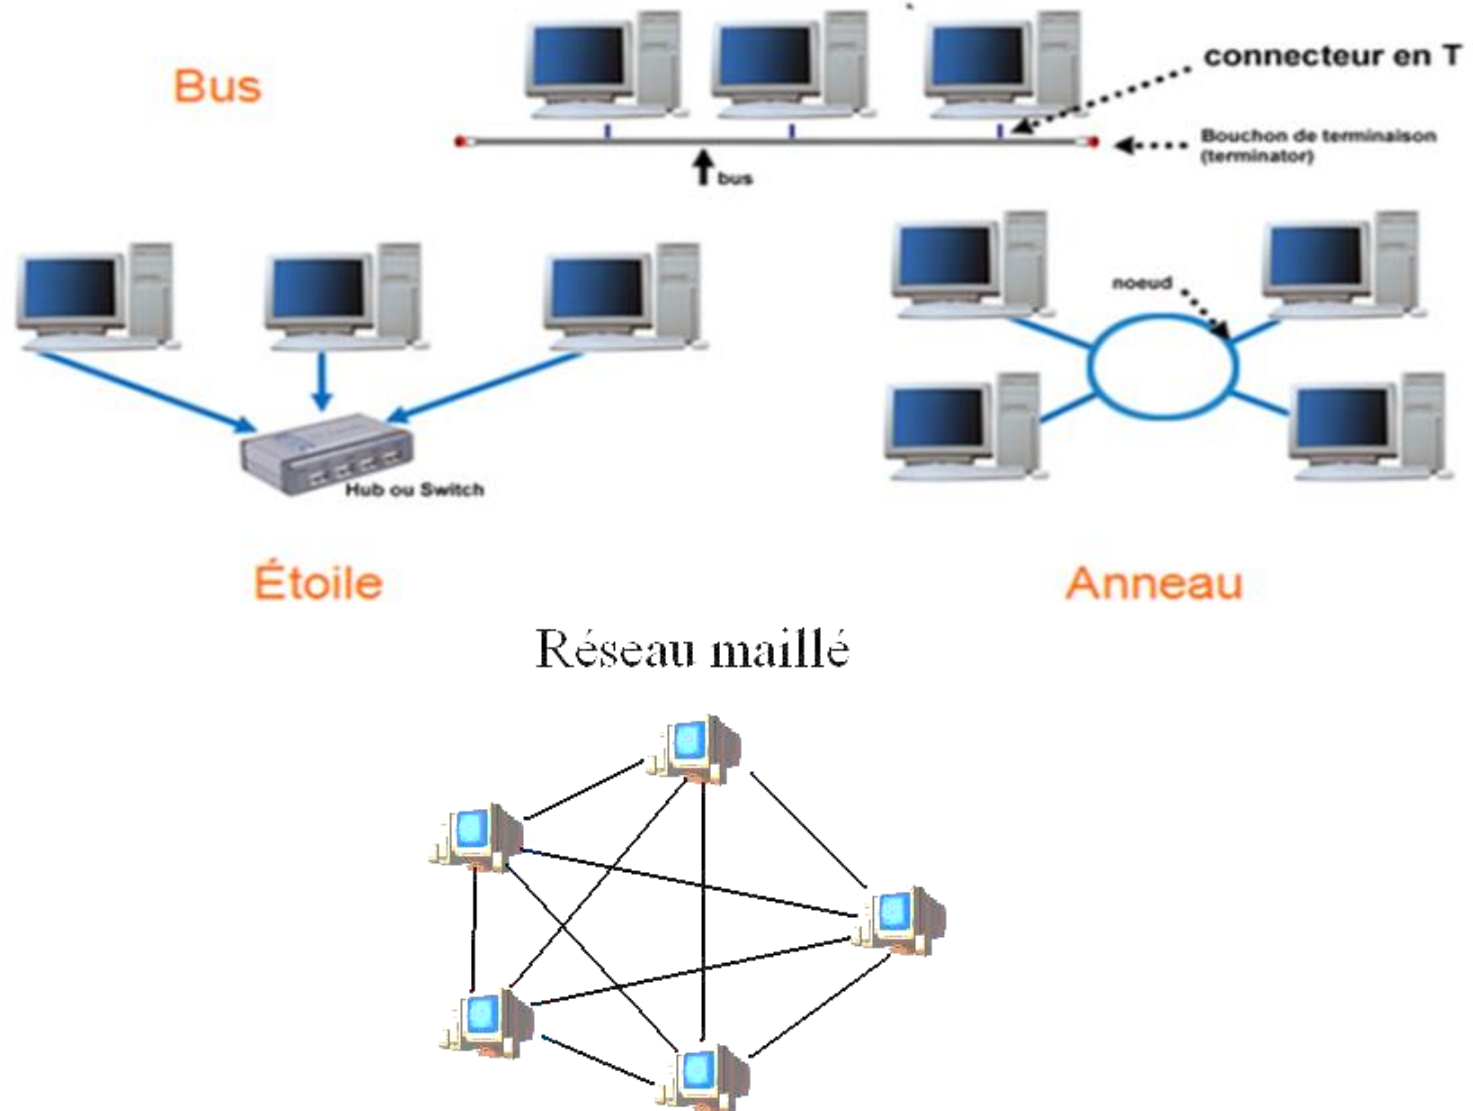 connecteur en T
Bus
Bouchon de terminaison
(terminator)
bus
noeud
Hub ou Switch
Étoile
Anneau
Réseau maillé